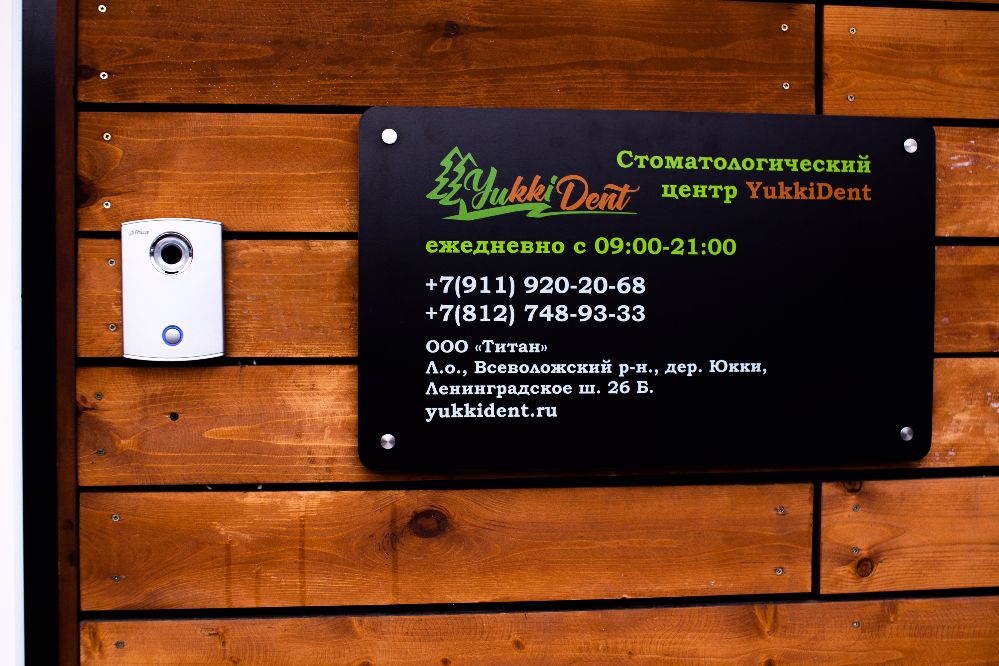 YukkiDent
Стоматологический
центр YukkiDent
ежедневно с 09:00-21:00
+7(911) 920-20-68
+7(812) 748-93-33
ООО «Титан»
Л.о., Всеволожский р-н., дер. Юкки,
Ленинградское ш. 26 Б.
yukkident.ru